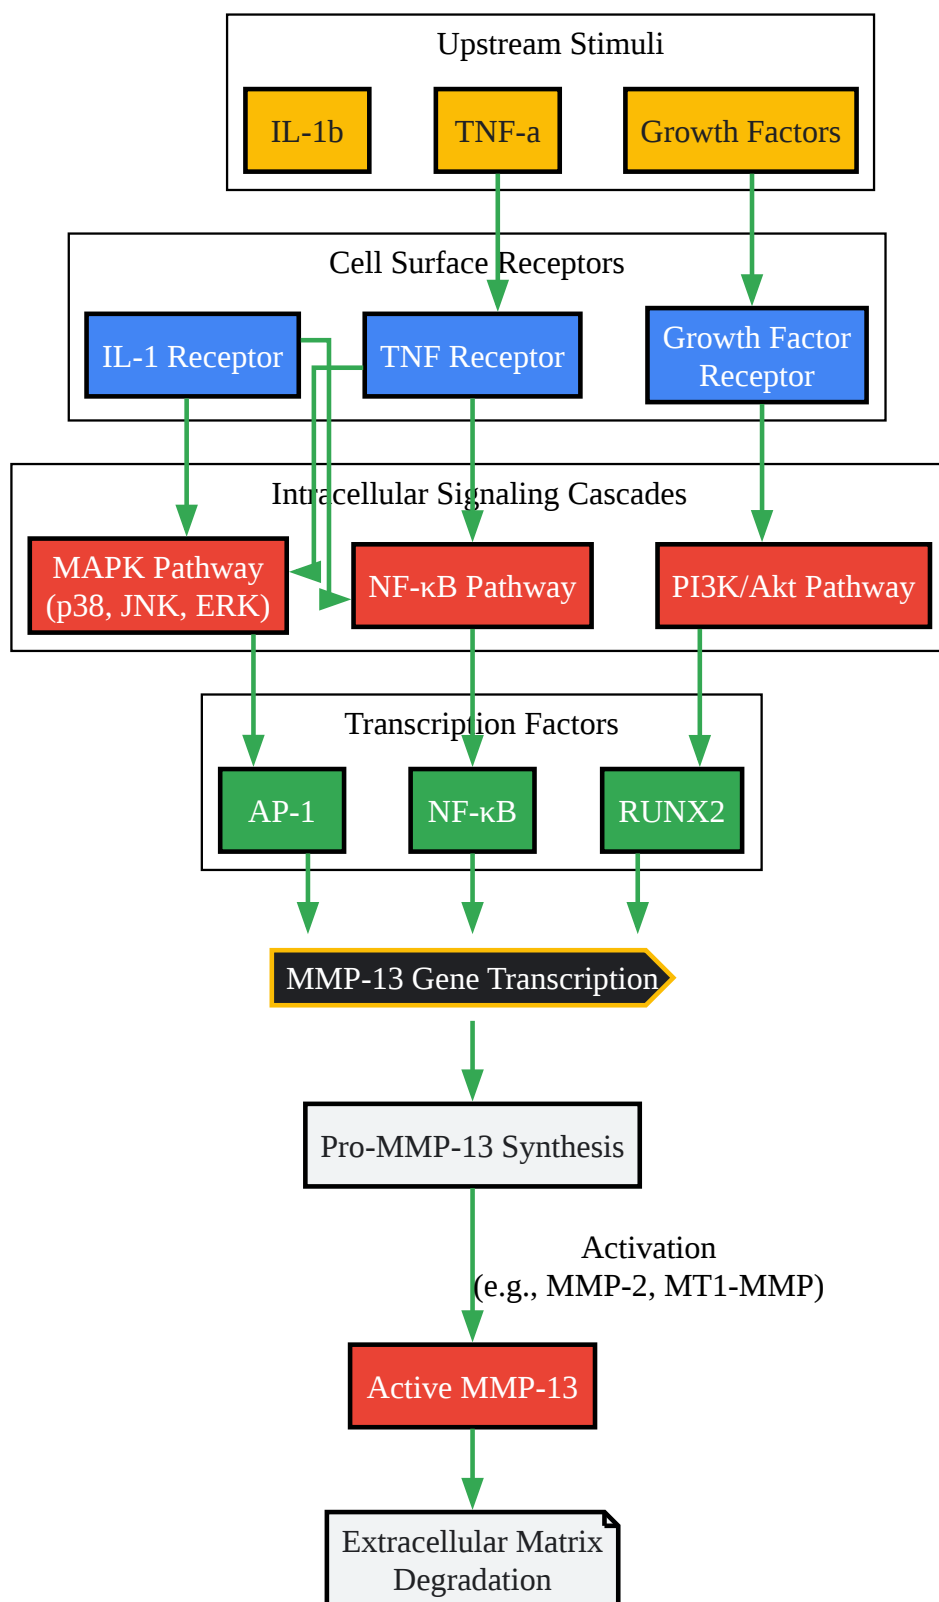 Upstream Stimuli
IL-1b
TNF-a
Growth Factors
Cell Surface Receptors
IL-1 Receptor
TNF Receptor
Growth Factor
Receptor
Intracellular Signaling Cascades
MAPK Pathway
(p38, JNK, ERK)
NF-κB Pathway
PI3K/Akt Pathway
Transcription Factors
AP-1
NF-κB
RUNX2
MMP-13 Gene Transcription
Pro-MMP-13 Synthesis
Activation
(e.g., MMP-2, MT1-MMP)
Active MMP-13
Extracellular Matrix
Degradation